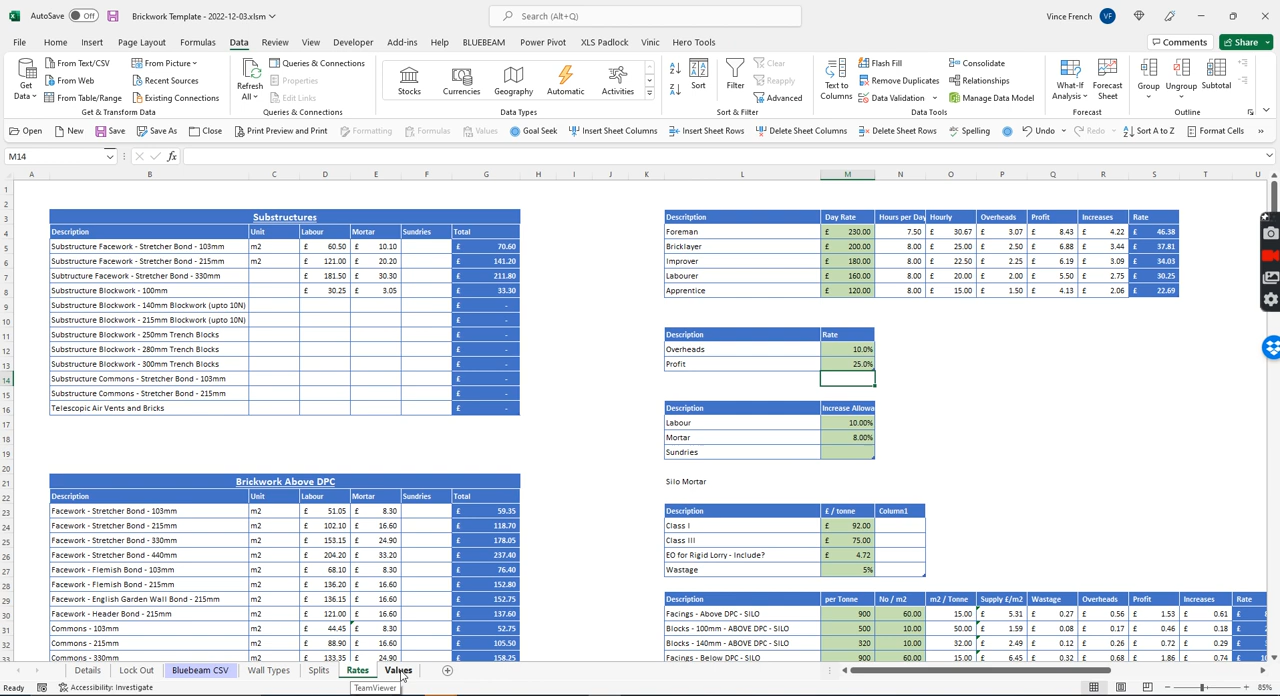 AutoSave Off Brickwork Template - 2022-12-03.xlsm Search (Alt+Q) Vince French VF
File Home Insert Page Layout Formulas Data Review View Developer Add-ins Help BLUEBEAM Power Pivot XLS Padlock Vinic Hero Tools Comments Share
Get Data From Text/CSV From Web From Table/Range From Picture Recent Sources Existing Connections
Refresh All Queries & Connections Properties Edit Links
Stocks Currencies Geography Automatic Activities
Sort Filter Clear Reapply Advanced
Text to Columns Flash Fill Remove Duplicates Data Validation Consolidate Relationships Manage Data Model
What-If Analysis Forecast Sheet Group Ungroup Subtotal
Get & Transform Data Queries & Connections Data Types Sort & Filter Data Tools Forecast Outline
Open New Save Save As Close Print Preview and Print Formatting Formulas Values Goal Seek Insert Sheet Columns Insert Sheet Rows Delete Sheet Columns Delete Sheet Rows Spelling Undo Redo Sort A to Z Format Cells
M14 fx
A B C D E F G H I J K L M N O P Q R S T U
Substructures
Description Unit Labour Mortar Sundries Total
Substructure Facework - Stretcher Bond - 103mm m2 £ 60.50 £ 10.10 £ 70.60
Substructure Facework - Stretcher Bond - 215mm m2 £ 121.00 £ 20.20 £ 141.20
Subtructure Facework - Stretcher Bond - 330mm £ 181.50 £ 30.30 £ 211.80
Substructure Blockwork - 100mm £ 30.25 £ 3.05 £ 33.30
Substructure Blockwork - 140mm Blockwork (upto 10N) £ -
Substructure Blockwork - 215mm Blockwork (upto 10N) £ -
Substructure Blockwork - 250mm Trench Blocks £ -
Substructure Blockwork - 280mm Trench Blocks £ -
Substructure Blockwork - 300mm Trench Blocks £ -
Substructure Commons - Stretcher Bond - 103mm £ -
Substructure Commons - Stretcher Bond - 215mm £ -
Telescopic Air Vents and Bricks £ -
Brickwork Above DPC
Description Unit Labour Mortar Sundries Total
Facework - Stretcher Bond - 103mm m2 £ 51.05 £ 8.30 £ 59.35
Facework - Stretcher Bond - 215mm m2 £ 102.10 £ 16.60 £ 118.70
Facework - Stretcher Bond - 330mm m2 £ 153.15 £ 24.90 £ 178.05
Facework - Stretcher Bond - 440mm m2 £ 204.20 £ 33.20 £ 237.40
Facework - Flemish Bond - 103mm m2 £ 68.10 £ 8.30 £ 76.40
Facework - Flemish Bond - 215mm m2 £ 136.20 £ 16.60 £ 152.80
Facework - English Garden Wall Bond - 215mm m2 £ 136.15 £ 16.60 £ 152.75
Facework - Header Bond - 215mm m2 £ 121.00 £ 16.60 £ 137.60
Commons - 103mm m2 £ 44.45 £ 8.30 £ 52.75
Commons - 215mm m2 £ 88.90 £ 16.60 £ 105.50
Commons - 330mm m2 £ 133.35 £ 24.90 £ 158.25
Description Day Rate Hours per Day Hourly Overheads Profit Increases Rate
Foreman £ 230.00 7.50 £ 30.67 £ 3.07 £ 8.43 £ 4.22 £ 46.38
Bricklayer £ 200.00 8.00 £ 25.00 £ 2.50 £ 6.88 £ 3.44 £ 37.81
Improver £ 180.00 8.00 £ 22.50 £ 2.25 £ 6.19 £ 3.09 £ 34.03
Labourer £ 160.00 8.00 £ 20.00 £ 2.00 £ 5.50 £ 2.75 £ 30.25
Apprentice £ 120.00 8.00 £ 15.00 £ 1.50 £ 4.13 £ 2.06 £ 22.69
Description Rate
Overheads 10.0%
Profit 25.0%
Description Increase Allowa
Labour 10.00%
Mortar 8.00%
Sundries
Silo Mortar
Description £ / tonne Column1
Class I £ 92.00
Class III £ 75.00
EO for Rigid Lorry - Include? £ 4.72
Wastage 5%
Description per Tonne No / m2 m2 / Tonne Supply £/m2 Wastage Overheads Profit Increases Rate
Facings - Above DPC - SILO 900 60.00 15.00 £ 5.31 £ 0.27 £ 0.56 £ 1.53 £ 0.61 £
Blocks - 100mm - ABOVE DPC - SILO 500 10.00 50.00 £ 1.59 £ 0.08 £ 0.17 £ 0.46 £ 0.18 £
Blocks - 140mm - ABOVE DPC - SILO 320 10.00 32.00 £ 2.49 £ 0.12 £ 0.26 £ 0.72 £ 0.29 £
Facings - Below DPC - SILO 900 60.00 15.00 £ 6.45 £ 0.32 £ 0.68 £ 1.86 £ 0.74 £
Details Lock Out Bluebeam CSV Wall Types Splits Rates Values
Ready Accessibility: Investigate TeamViewer 85%